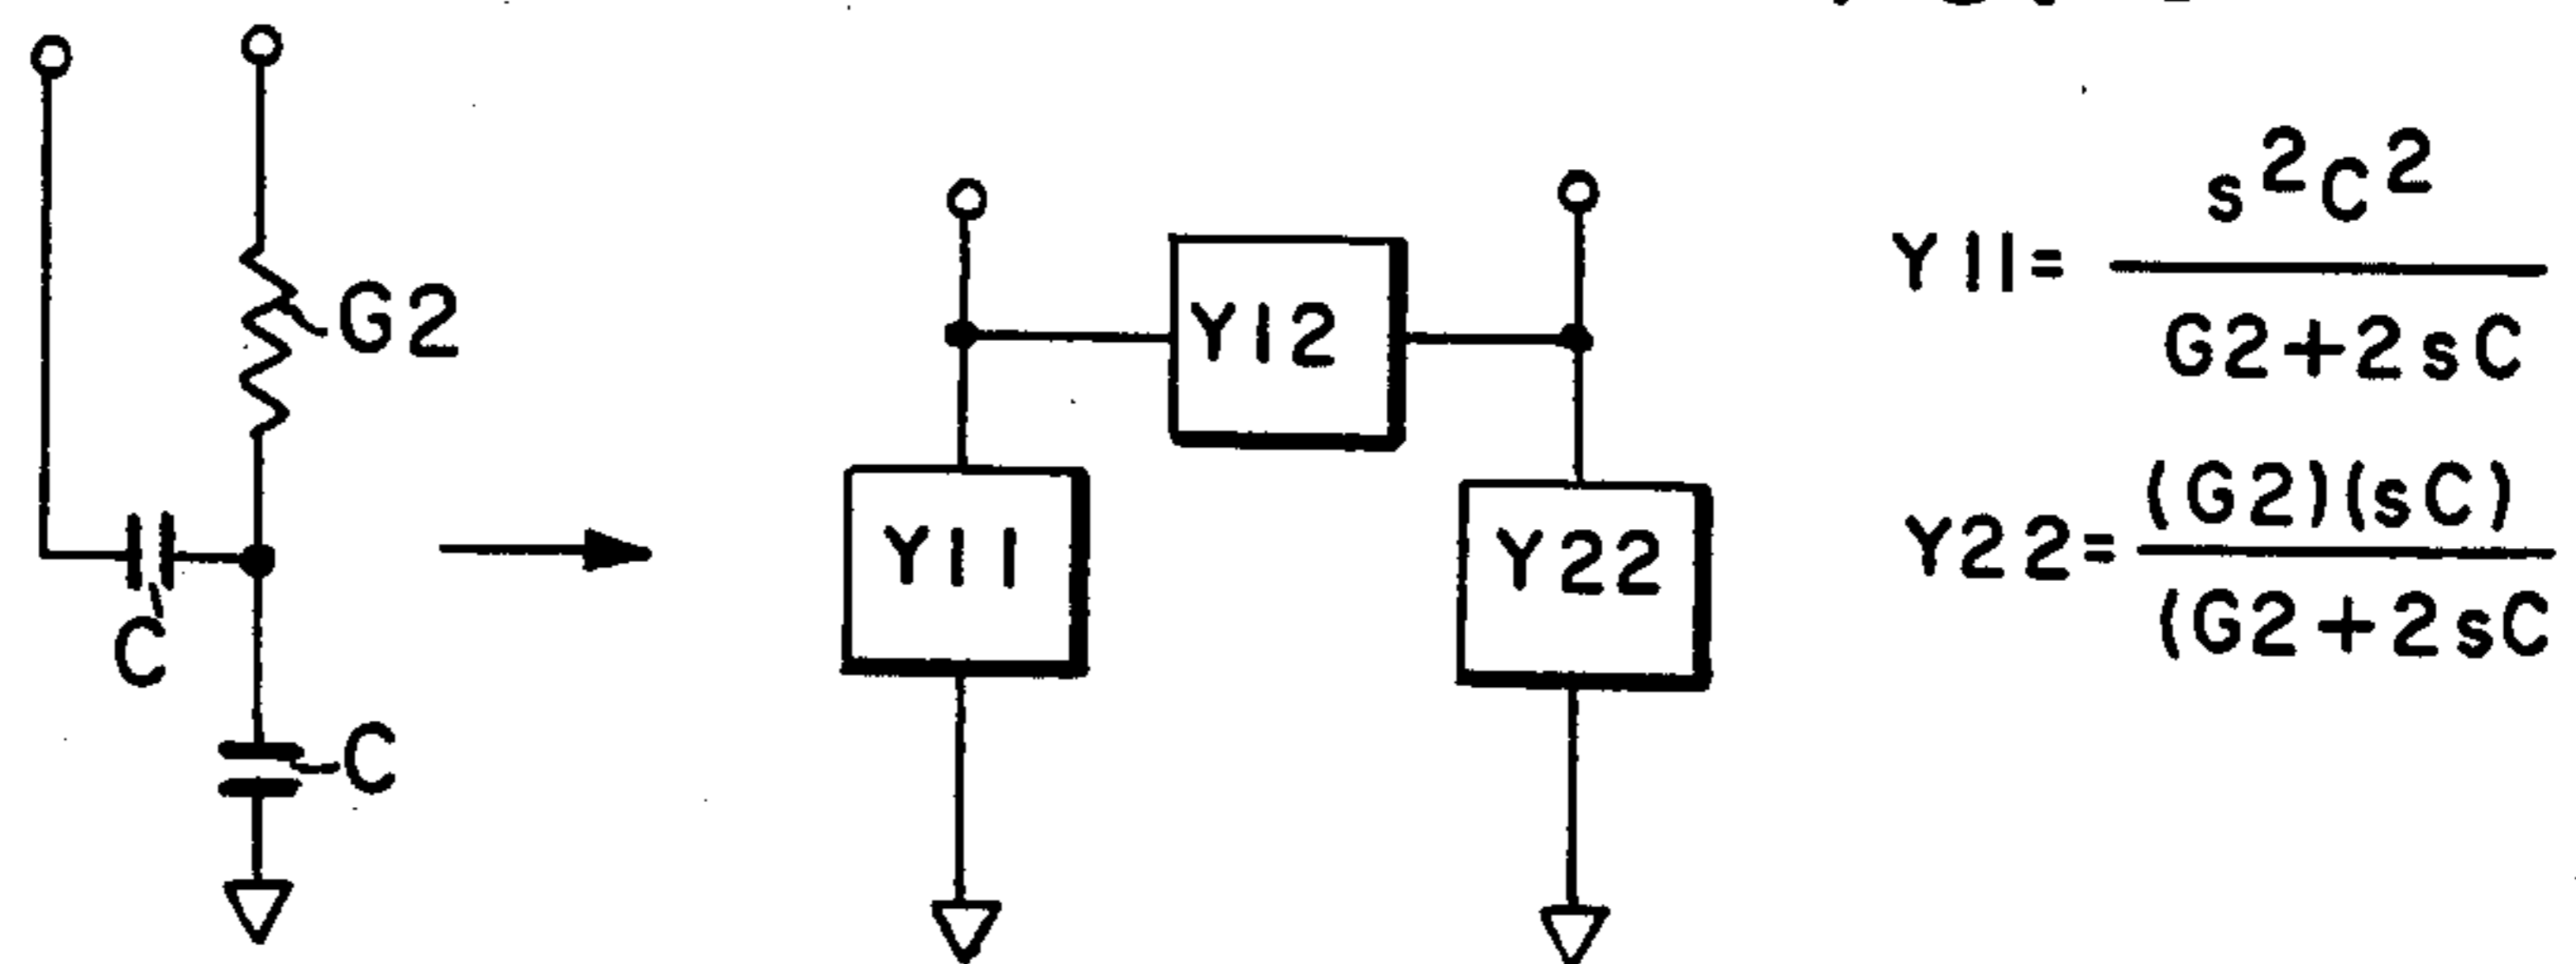 G2
C
C
Y12
Y11
Y22
Y11= s²C² / G2+2sC
Y22= (G2)(sC) / (G2+2sC